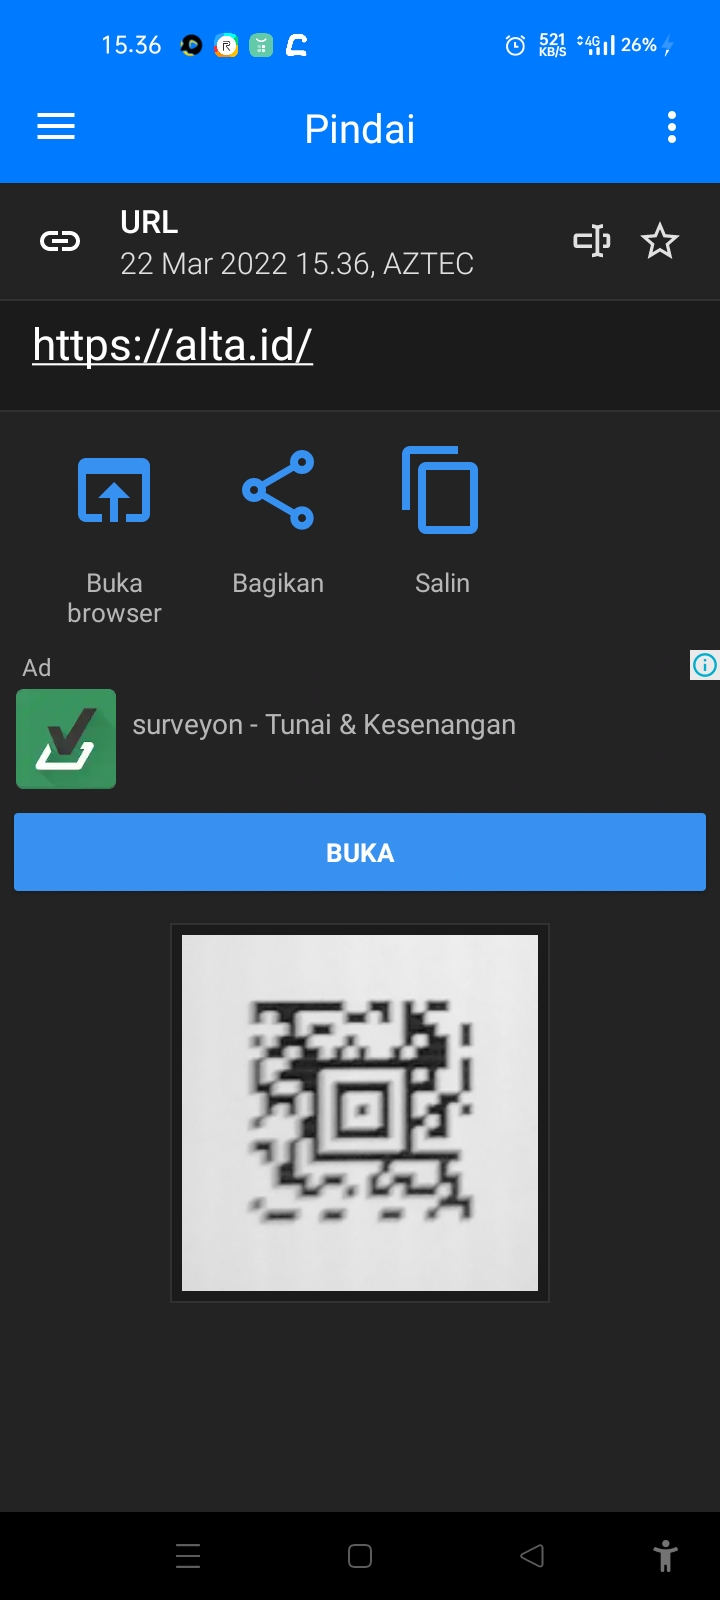 15.36
521 KB/S 4G 26%
Pindai
URL
22 Mar 2022 15.36, AZTEC
https://alta.id/
Buka
browser
Bagikan
Salin
Ad
surveyon - Tunai & Kesenangan
BUKA